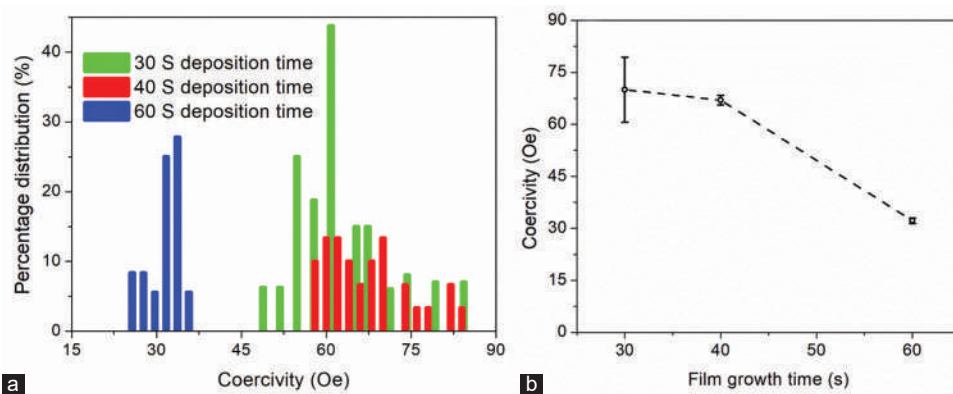 Percentage distribution (%)
40
30
20
10
0
30 S deposition time
40 S deposition time
60 S deposition time
15 30 45 60 75 90
Coercivity (Oe)
a
Coercivity (Oe)
90
75
60
45
30
15
0
30 40 50 60
Film growth time (s)
b